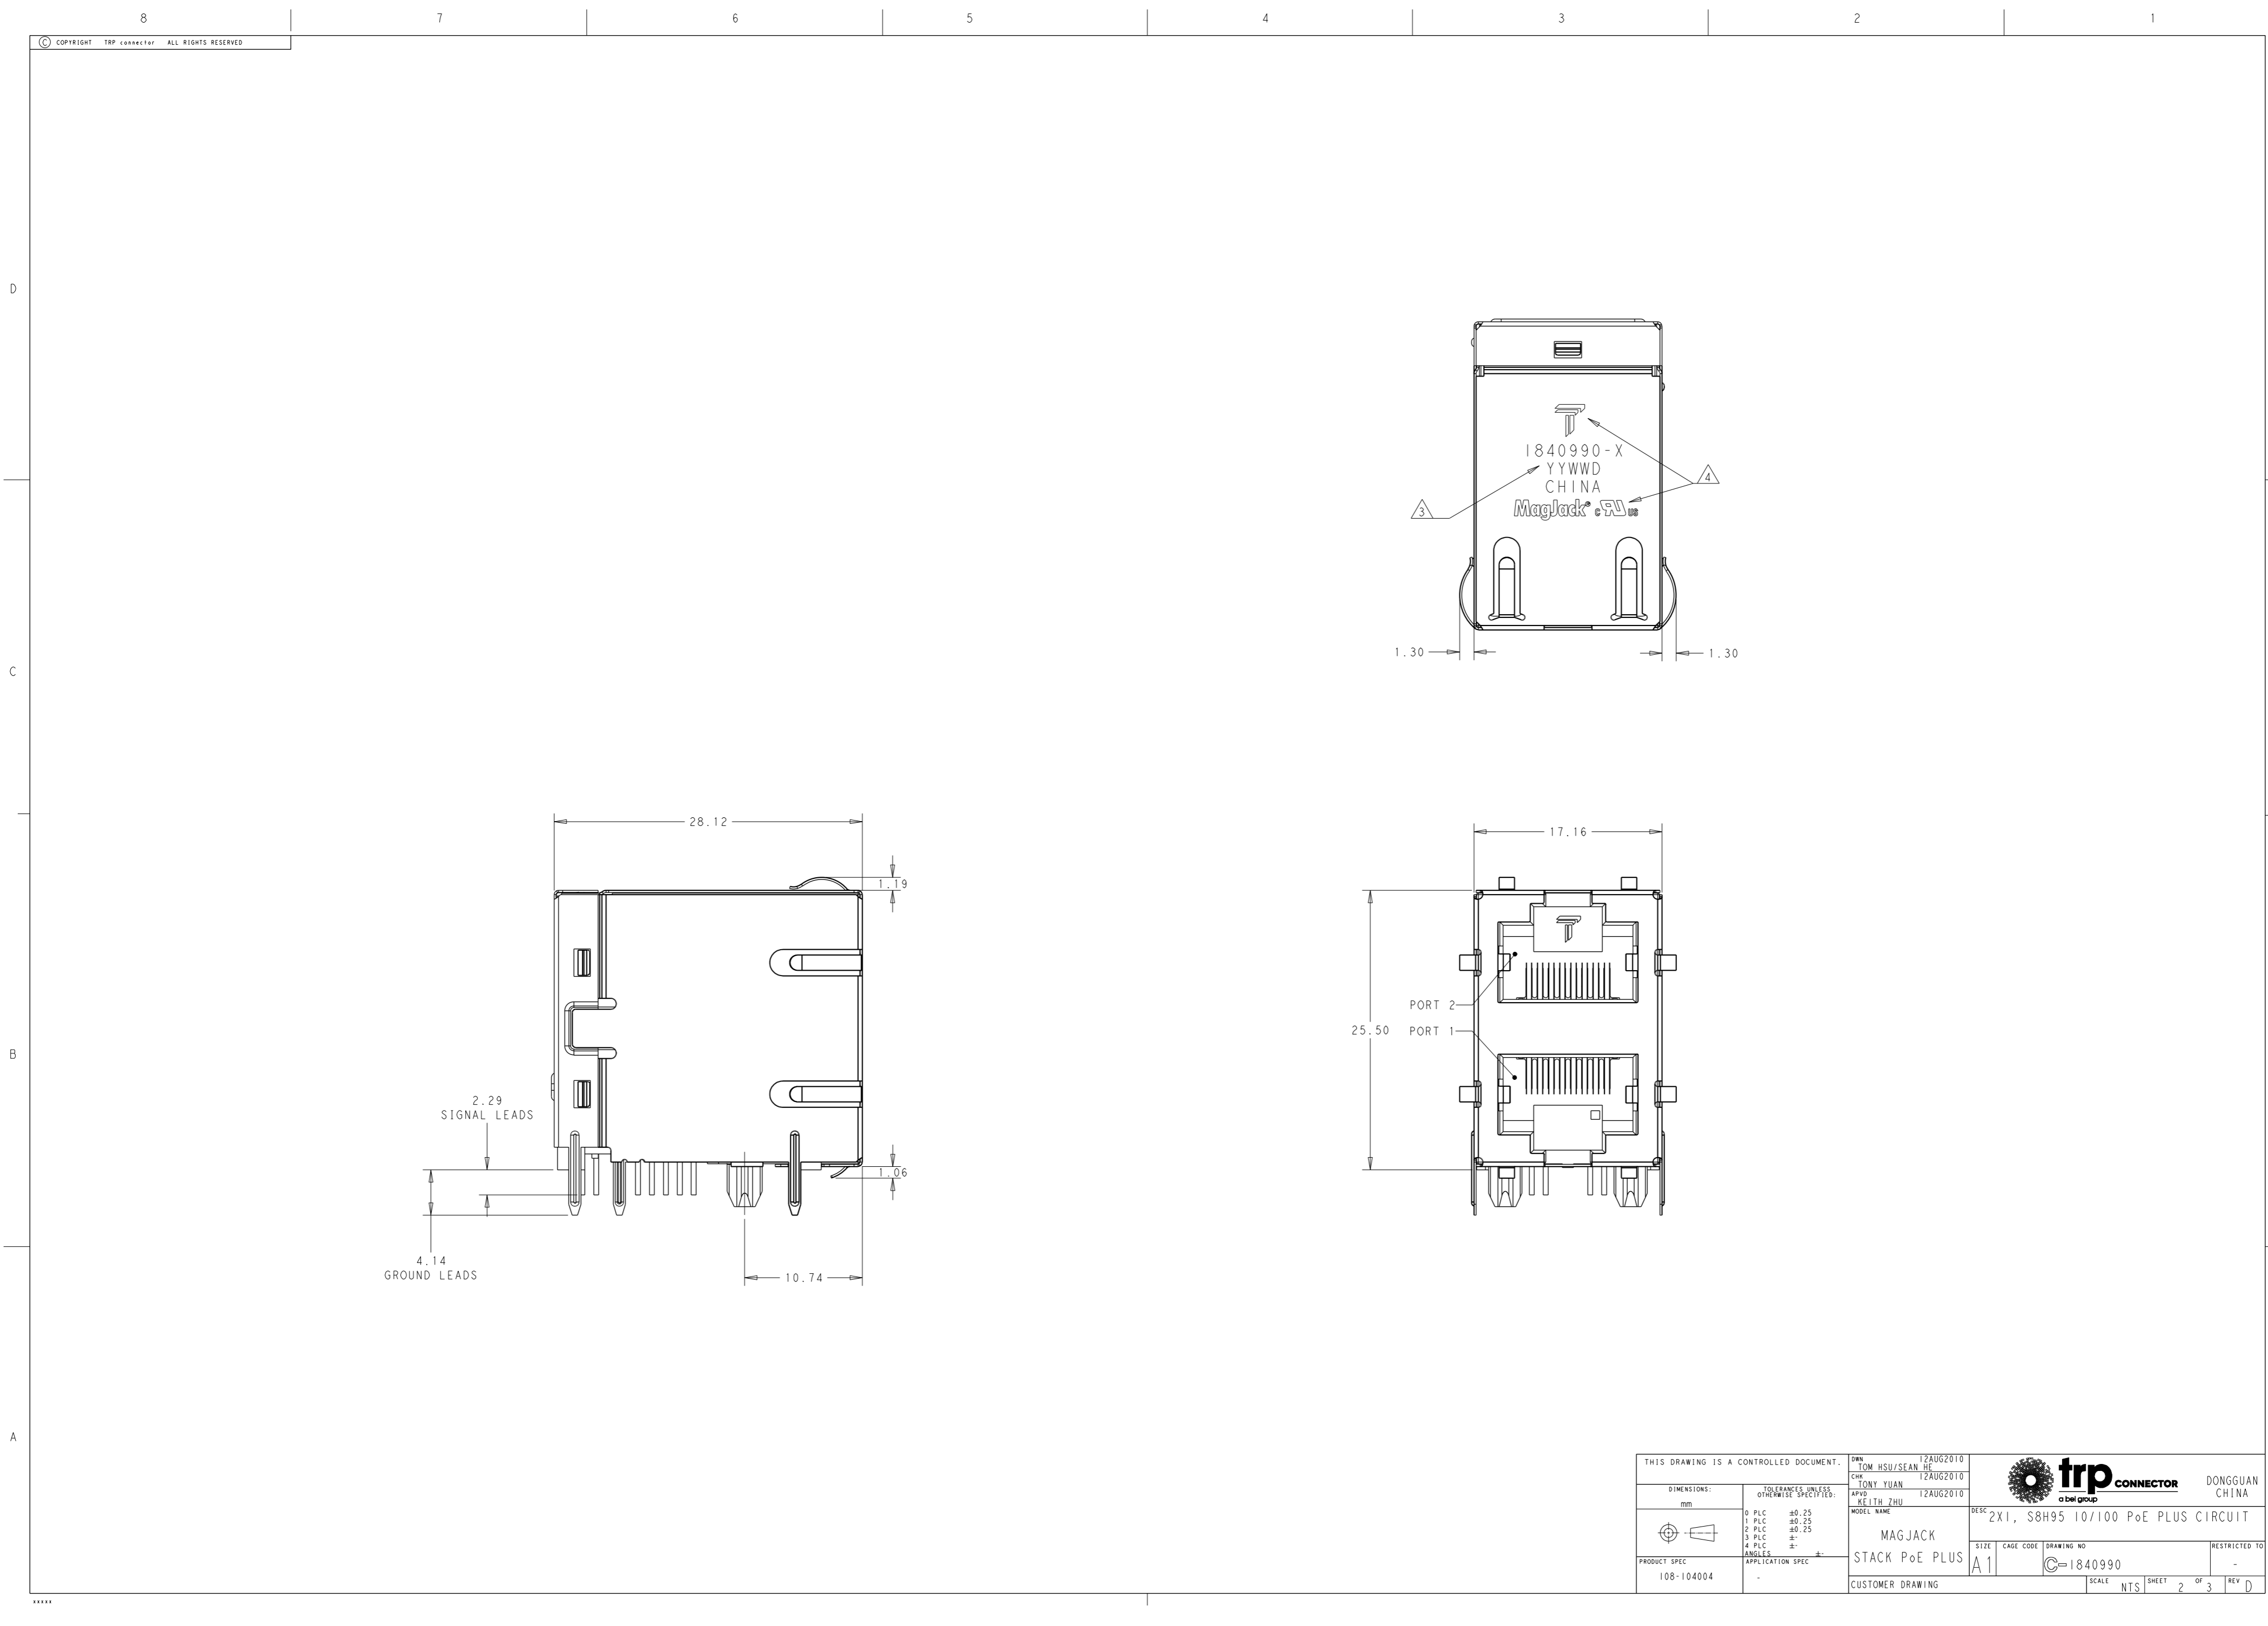 8 7 6 5 4 3 2 1
© COPYRIGHT TRP connector ALL RIGHTS RESERVED
D
C
B
A
1840990-X
YYWWD
CHINA
MagJack® c RU US
4
3
1.30
1.30
28.12
1.19
2.29
SIGNAL LEADS
1.06
4.14
GROUND LEADS
10.74
17.16
PORT 2
25.50
PORT 1
THIS DRAWING IS A CONTROLLED DOCUMENT.
DIMENSIONS:
mm
TOLERANCES UNLESS
OTHERWISE SPECIFIED:
0 PLC ±0.25
1 PLC ±0.25
2 PLC ±0.25
3 PLC ±-
4 PLC ±-
ANGLES ±-
PRODUCT SPEC
108-104004
APPLICATION SPEC
-
DWN 12AUG2010
TOM HSU/SEAN HE
CHK 12AUG2010
TONY YUAN
APVD 12AUG2010
KEITH ZHU
MODEL NAME
MAGJACK
STACK PoE PLUS
CUSTOMER DRAWING
trp CONNECTOR
a bel group
DONGGUAN
CHINA
DESC 2X1, S8H95 10/100 PoE PLUS CIRCUIT
SIZE
A1
CAGE CODE
DRAWING NO
C-1840990
RESTRICTED TO
-
SCALE NTS
SHEET 2 OF 3
REV D
xxxxx